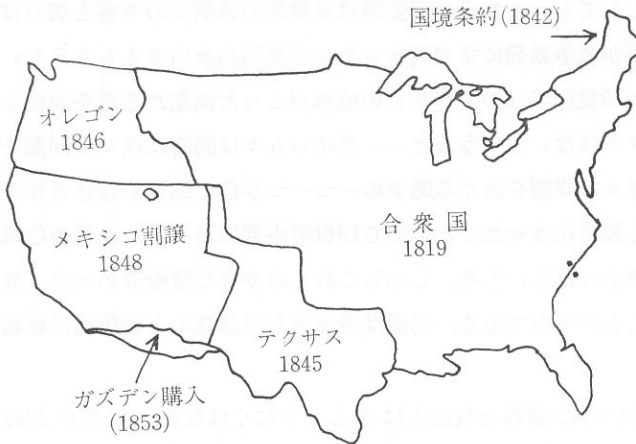 国境条約(1842)
オレゴン
1846
メキシコ割譲
1848
合衆国
1819
テクサス
1845
ガズデン購入
(1853)